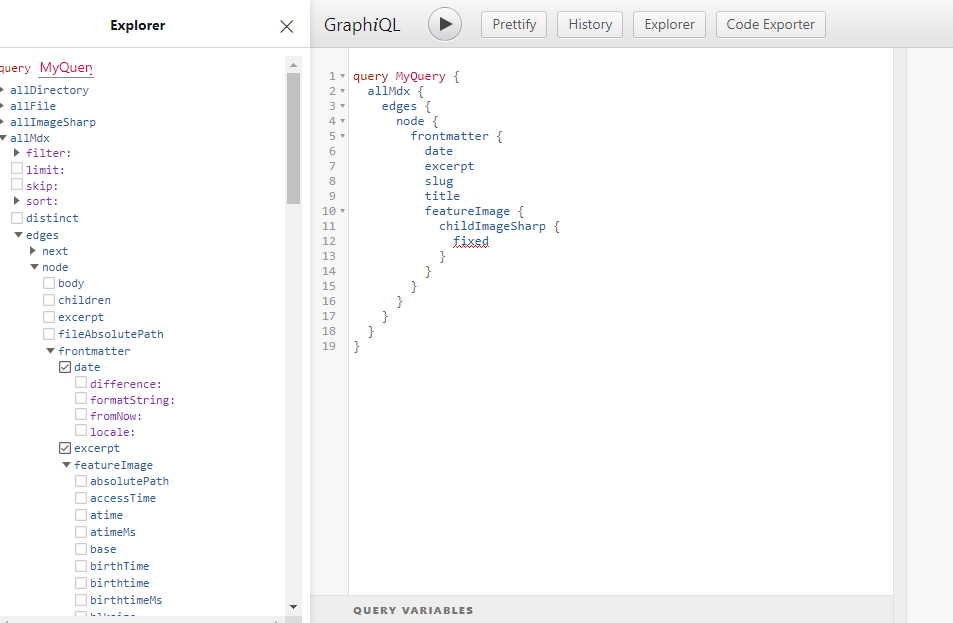 Explorer
query MyQuery
allDirectory
allFile
allImageSharp
allMdx
filter:
limit:
skip:
sort:
distinct
edges
next
node
body
children
excerpt
fileAbsolutePath
frontmatter
date
difference:
formatString:
fromNow:
locale:
excerpt
featureImage
absolutePath
accessTime
atime
atimeMs
base
birthTime
birthtime
birthtimeMs
GraphiQL
Prettify
History
Explorer
Code Exporter
1 query MyQuery {
2 allMdx {
3 edges {
4 node {
5 frontmatter {
6 date
7 excerpt
8 slug
9 title
10 featureImage {
11 childImageSharp {
12 fixed
13 }
14 }
15 }
16 }
17 }
18 }
19 }
QUERY VARIABLES